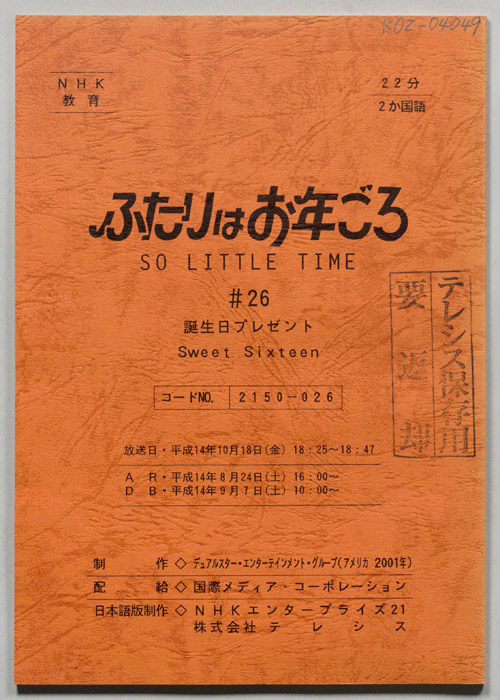 KOZ-04049
NHK
教育
22分
2か国語
ふたりはお年ごろ
SO LITTLE TIME
#26
誕生日プレゼント
Sweet Sixteen
コードNO. 2150-026
テレシス保存用
要返却
放送日・平成14年10月18日(金) 18:25~18:47
AR・平成14年8月24日(土) 16:00~
DB・平成14年9月7日(土) 10:00~
制作◇デュアルスター・エンターテインメント・グループ(アメリカ 2001年)
配給◇国際メディア・コーポレーション
日本語版制作◇NHKエンタープライズ21
株式会社テレシス